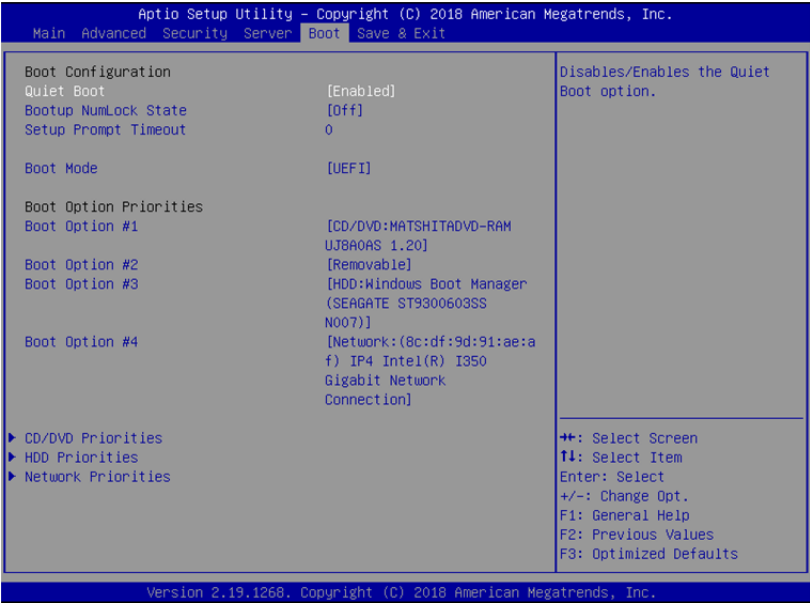 Aptio Setup Utility – Copyright (C) 2018 American Megatrends, Inc.
Main Advanced Security Server Boot Save & Exit
Boot Configuration
Quiet Boot [Enabled]
Bootup NumLock State [Off]
Setup Prompt Timeout 0
Boot Mode [UEFI]
Boot Option Priorities
Boot Option #1 [CD/DVD:MATSHITADVD-RAM
UJ8A0AS 1.20]
Boot Option #2 [Removable]
Boot Option #3 [HDD:Windows Boot Manager
(SEAGATE ST9300603SS
N007)]
Boot Option #4 [Network:(8c:df:9d:91:ae:a
f) IP4 Intel(R) I350
Gigabit Network
Connection]
CD/DVD Priorities
HDD Priorities
Network Priorities
Disables/Enables the Quiet
Boot option.
→←: Select Screen
↑↓: Select Item
Enter: Select
+/-: Change Opt.
F1: General Help
F2: Previous Values
F3: Optimized Defaults
Version 2.19.1268. Copyright (C) 2018 American Megatrends, Inc.